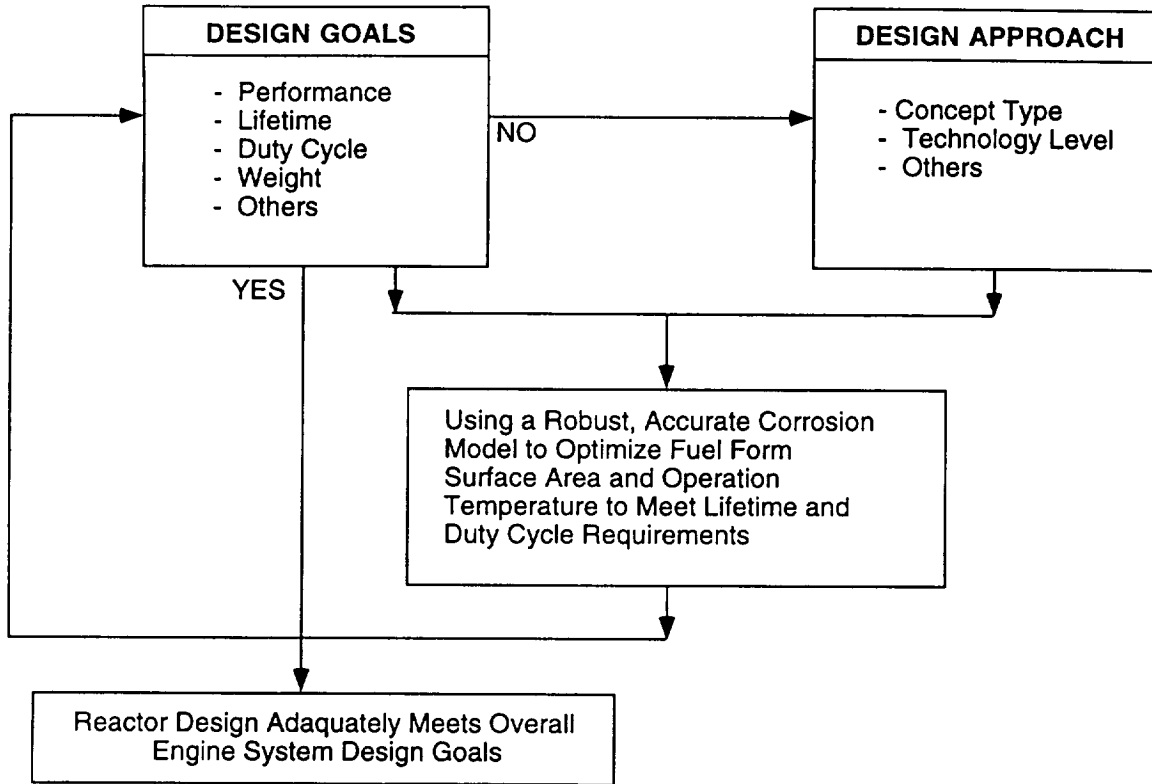 DESIGN GOALS
- Performance
- Lifetime
- Duty Cycle
- Weight
- Others
NO
DESIGN APPROACH
- Concept Type
- Technology Level
- Others
YES
Using a Robust, Accurate Corrosion
Model to Optimize Fuel Form
Surface Area and Operation
Temperature to Meet Lifetime and
Duty Cycle Requirements
Reactor Design Adaquately Meets Overall
Engine System Design Goals